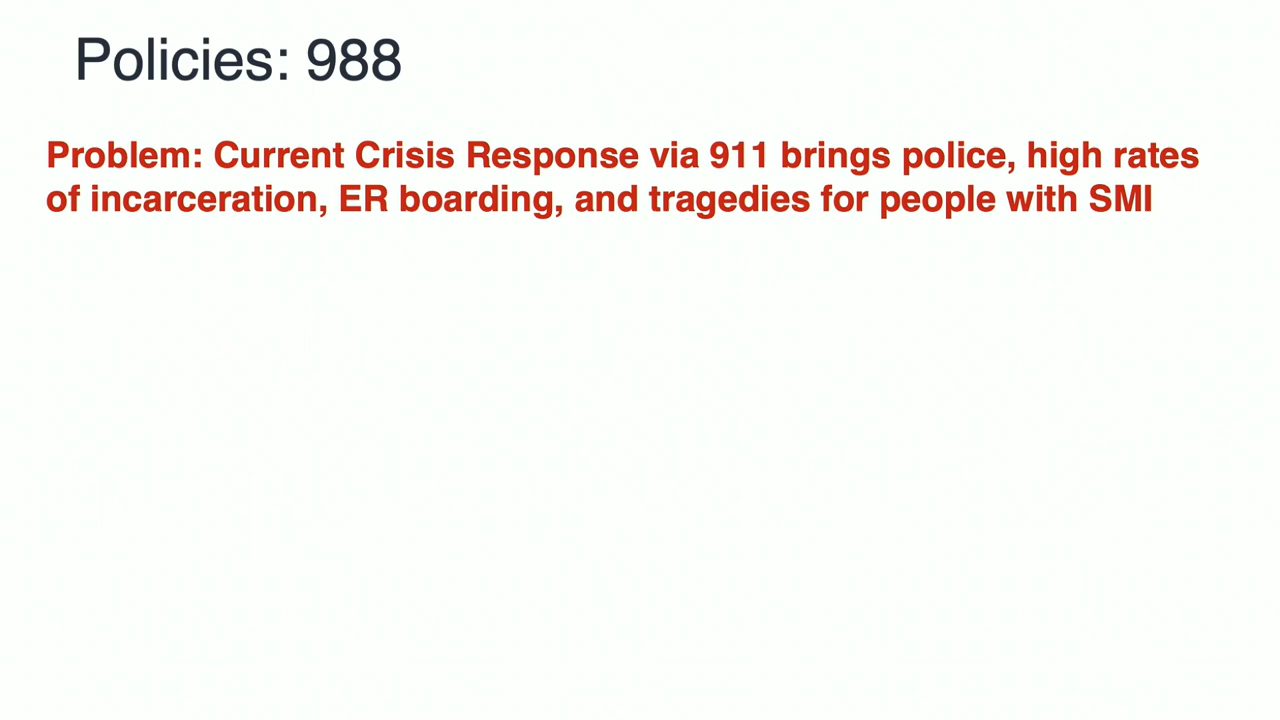 Policies: 988
Problem: Current Crisis Response via 911 brings police, high rates
of incarceration, ER boarding, and tragedies for people with SMI